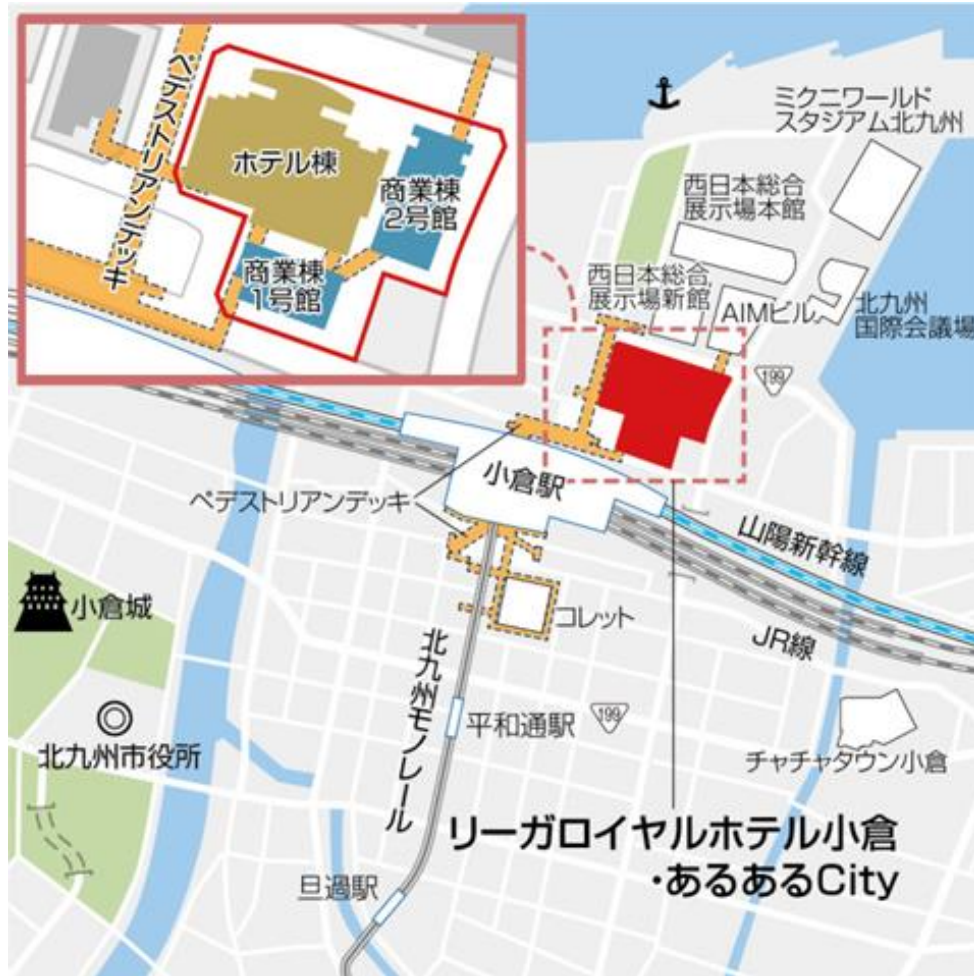 ペデストリアンデッキ
ホテル棟
商業棟
2号館
商業棟
1号館
ミクニワールド
スタジアム北九州
西日本総合
展示場本館
西日本総合
展示場新館
AIMビル
北九州
国際会議場
199
小倉駅
ペデストリアンデッキ
山陽新幹線
小倉城
コレット
JR線
北九州モノレール
平和通駅
199
北九州市役所
チャチャタウン小倉
リーガロイヤルホテル小倉
・あるあるCity
旦過駅